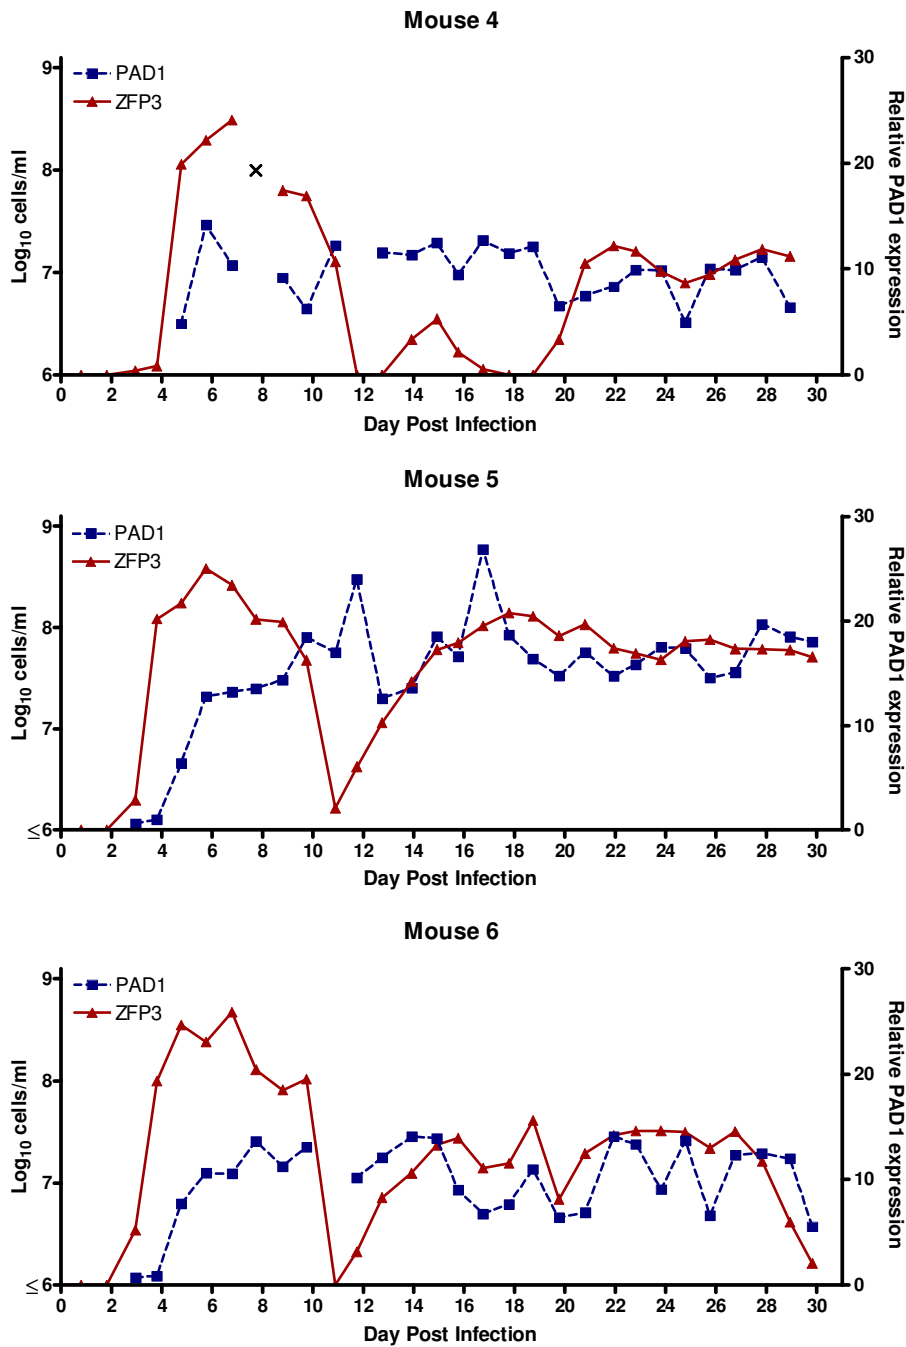 Mouse 4
PAD1
ZFP3
Log10 cells/ml
9
8
7
6
30
20
10
0
Relative PAD1 expression
0 2 4 6 8 10 12 14 16 18 20 22 24 26 28 30
Day Post Infection
Mouse 5
PAD1
ZFP3
Log10 cells/ml
9
8
7
≤6
30
20
10
0
Relative PAD1 expression
0 2 4 6 8 10 12 14 16 18 20 22 24 26 28 30
Day Post Infection
Mouse 6
PAD1
ZFP3
Log10 cells/ml
9
8
7
≤6
30
20
10
0
Relative PAD1 expression
0 2 4 6 8 10 12 14 16 18 20 22 24 26 28 30
Day Post Infection